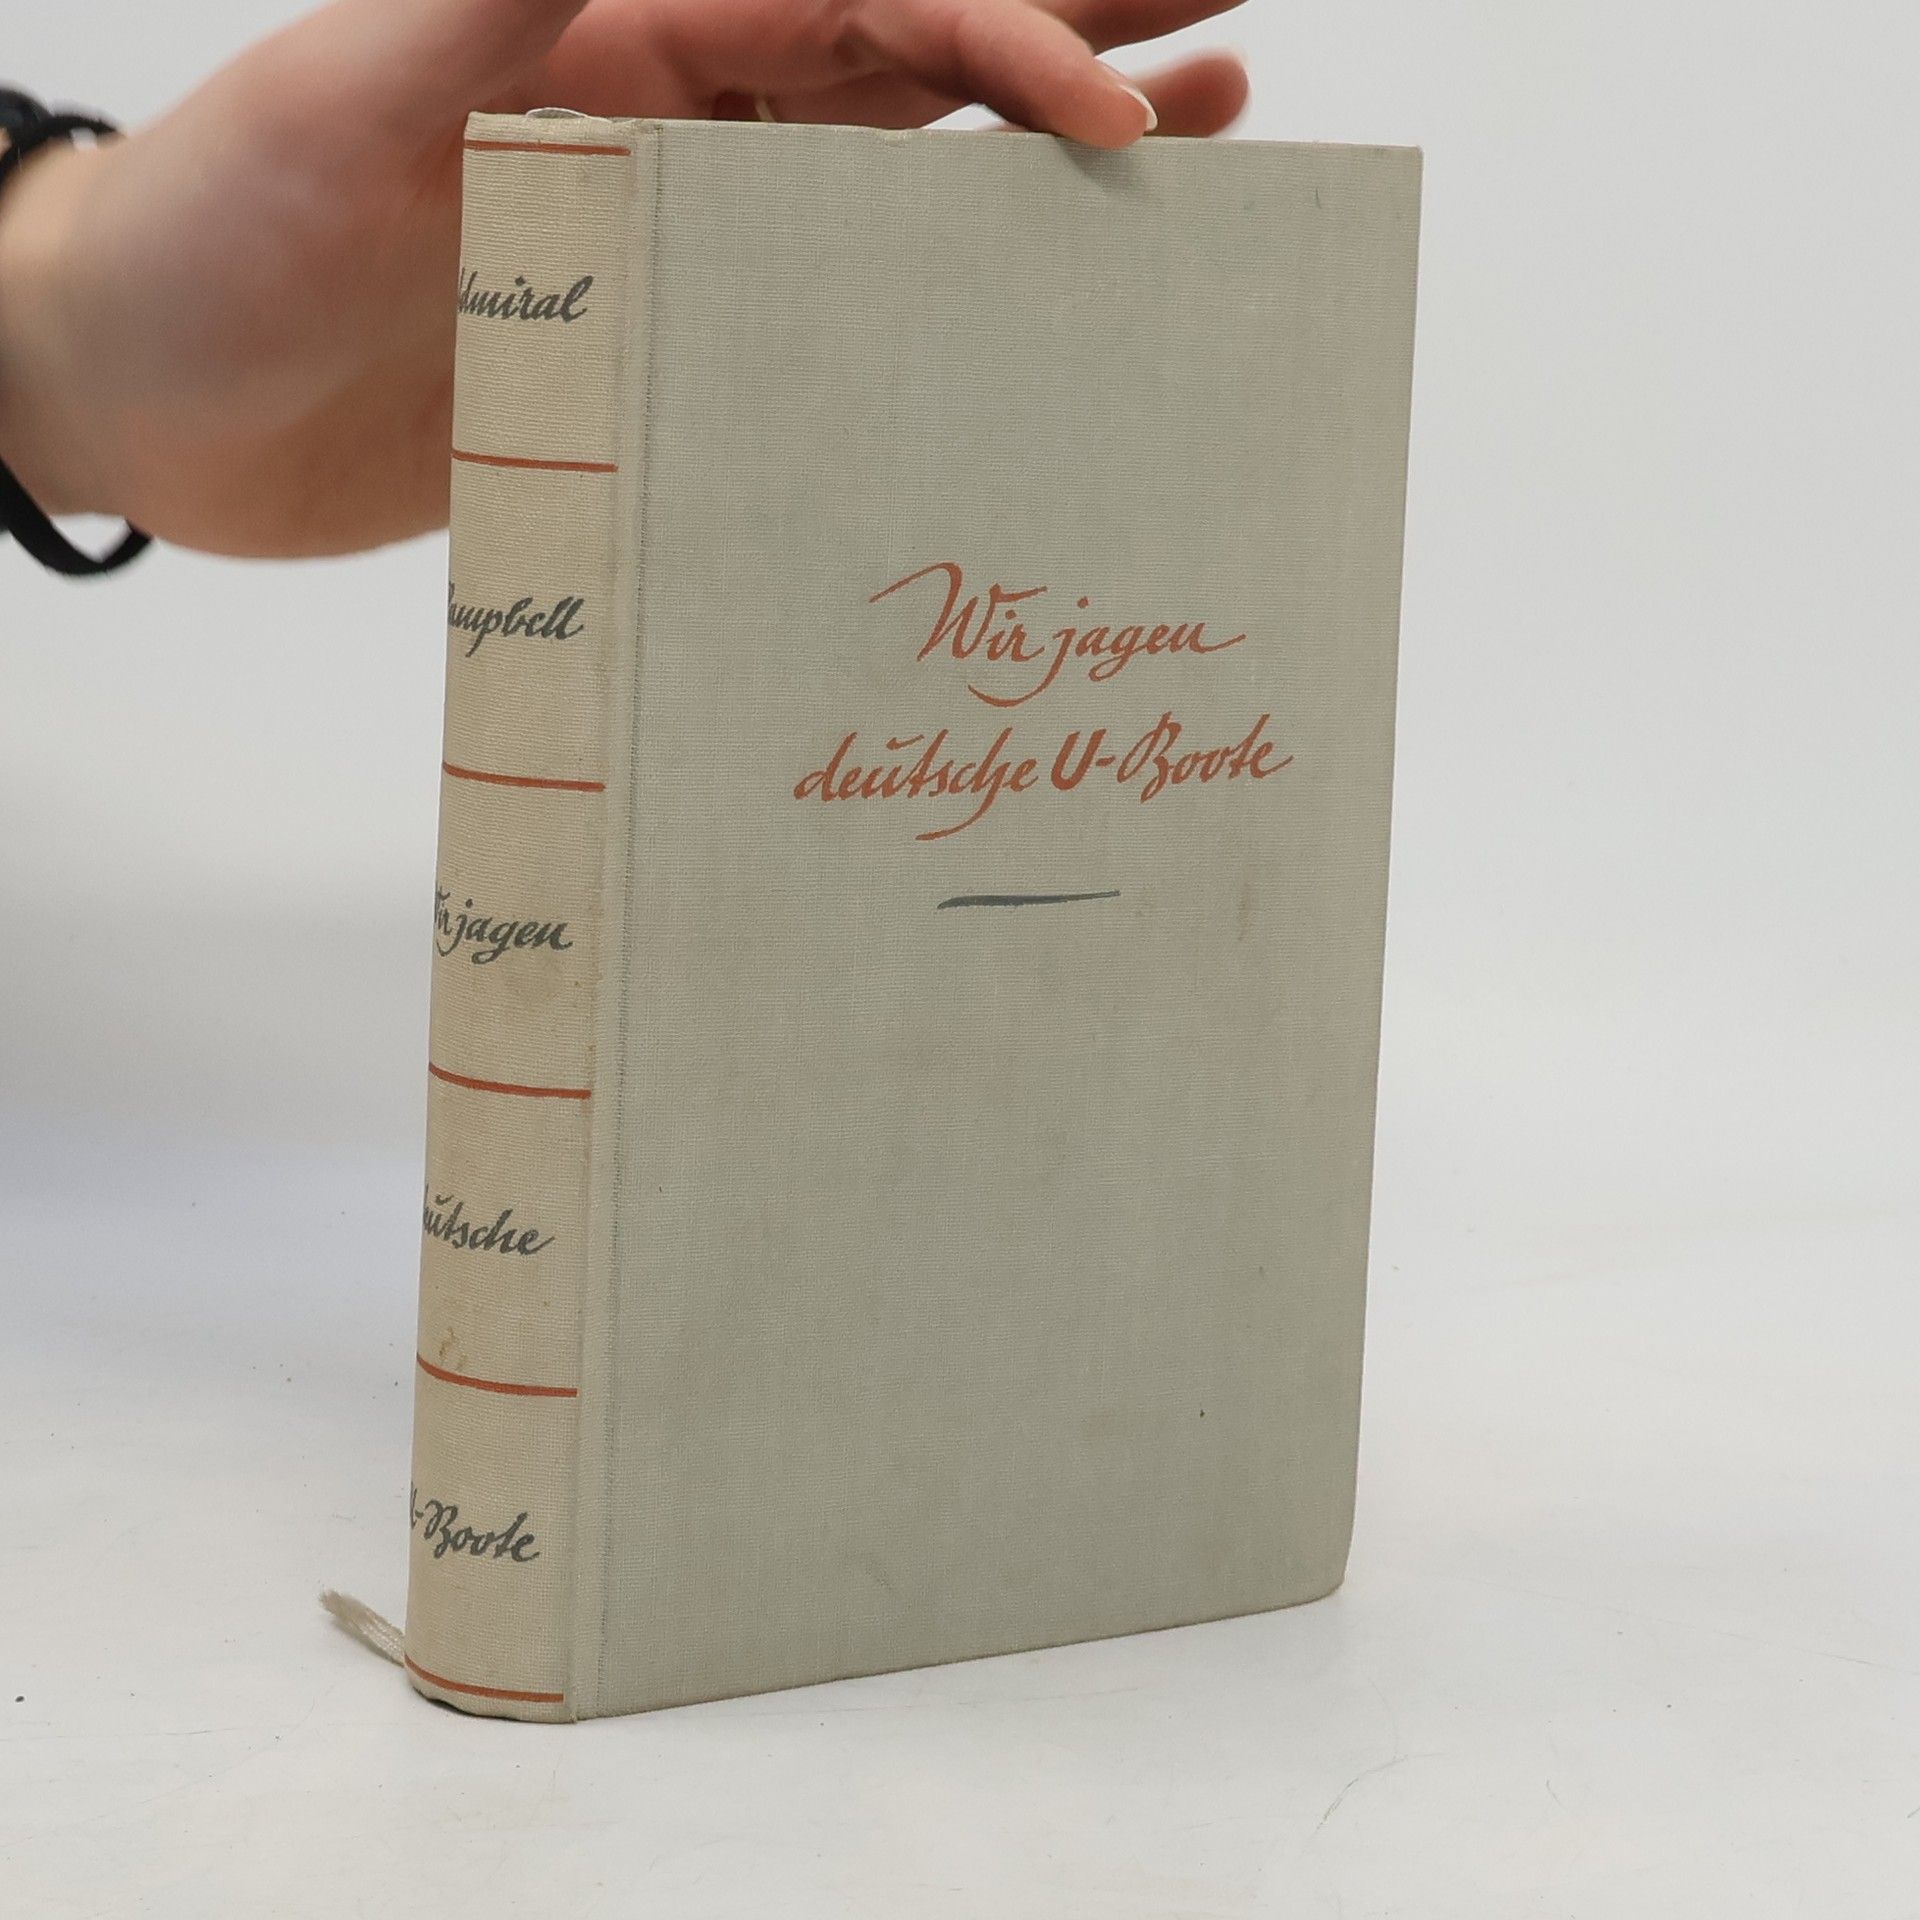 Admiral
Campbell
Wir jagen
deutsche
U-Boote
Wir jagen
deutsche U-Boote